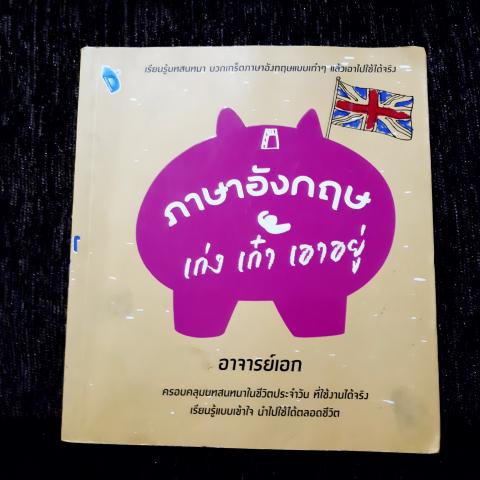 เรียนรู้บทสนทนา บวกเกร็ดภาษาอังกฤษแบบเก๋าๆ แล้วเอาไปใช้ได้จริง
ภาษาอังกฤษ
เก่ง เก๋า เอาอยู่
อาจารย์เอก
ครอบคลุมบทสนทนาในชีวิตประจำวัน ที่ใช้งานได้จริง
เรียนรู้แบบเข้าใจ นำไปใช้ได้ตลอดชีวิต